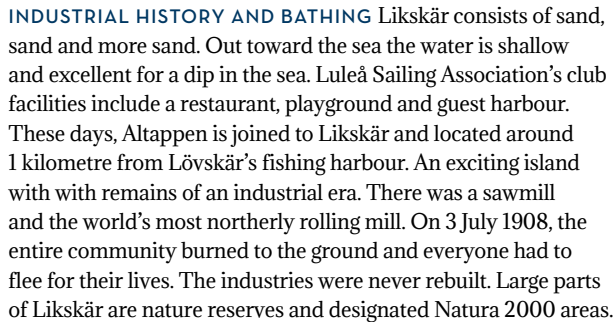 INDUSTRIAL HISTORY AND BATHING Likskär consists of sand,
sand and more sand. Out toward the sea the water is shallow
and excellent for a dip in the sea. Luleå Sailing Association’s club
facilities include a restaurant, playground and guest harbour.
These days, Altappen is joined to Likskär and located around
1 kilometre from Lövskär’s fishing harbour. An exciting island
with with remains of an industrial era. There was a sawmill
and the world’s most northerly rolling mill. On 3 July 1908, the
entire community burned to the ground and everyone had to
flee for their lives. The industries were never rebuilt. Large parts
of Likskär are nature reserves and designated Natura 2000 areas.